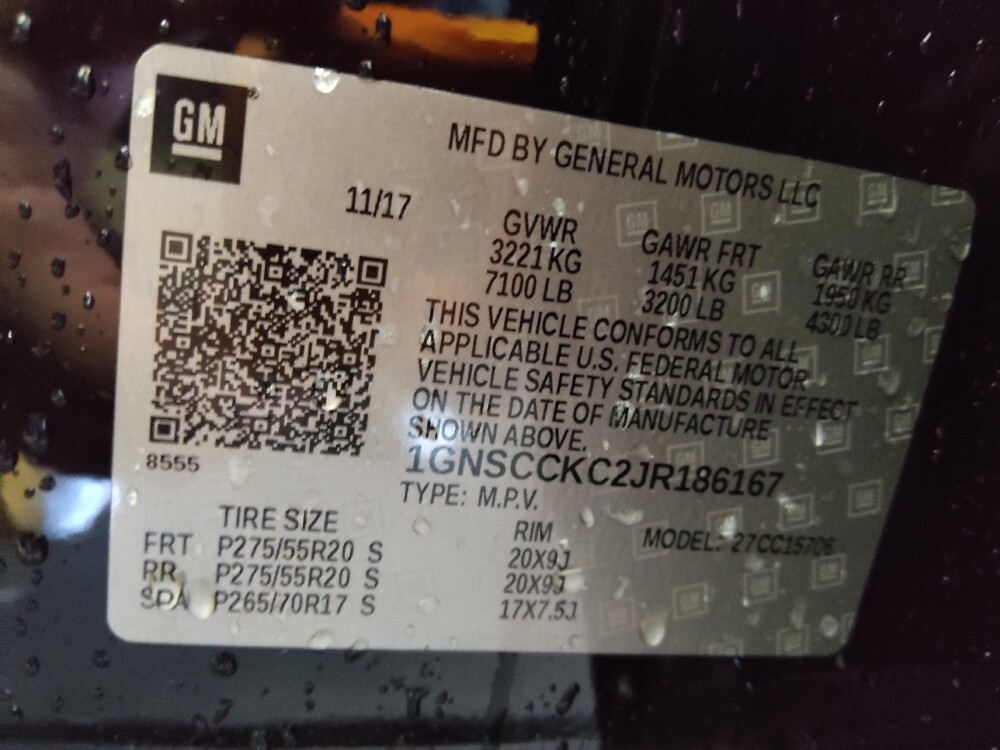 GM
MFD BY GENERAL MOTORS LLC
11/17
GVWR GAWR FRT GAWR RR
3221 KG 1451 KG 1950 KG
7100 LB 3200 LB 4300 LB
THIS VEHICLE CONFORMS TO ALL
APPLICABLE U.S. FEDERAL MOTOR
VEHICLE SAFETY STANDARDS IN EFFECT
ON THE DATE OF MANUFACTURE
SHOWN ABOVE.
8555
1GNSCCKC2JR186167
TYPE: M.P.V.
MODEL: 27CC15706
TIRE SIZE RIM
FRT P275/55R20 S 20X9J
RR P275/55R20 S 20X9J
SPA P265/70R17 S 17X7.5J